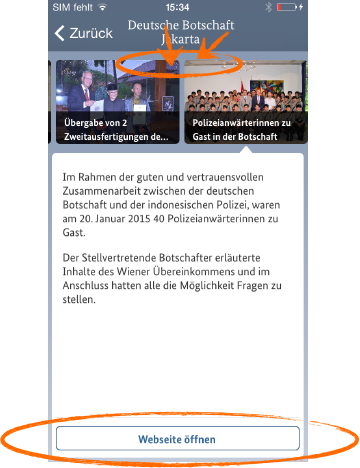 SIM fehlt 15:34
Zurück
Deutsche Botschaft
Jakarta
Übergabe von 2
Zweitausfertigungen de...
Polizeianwärterinnen zu
Gast in der Botschaft
Im Rahmen der guten und vertrauensvollen
Zusammenarbeit zwischen der deutschen
Botschaft und der indonesischen Polizei, waren
am 20. Januar 2015 40 Polizeianwärterinnen zu
Gast.
Der Stellvertretende Botschafter erläuterte
Inhalte des Wiener Übereinkommens und im
Anschluss hatten alle die Möglichkeit Fragen zu
stellen.
Webseite öffnen